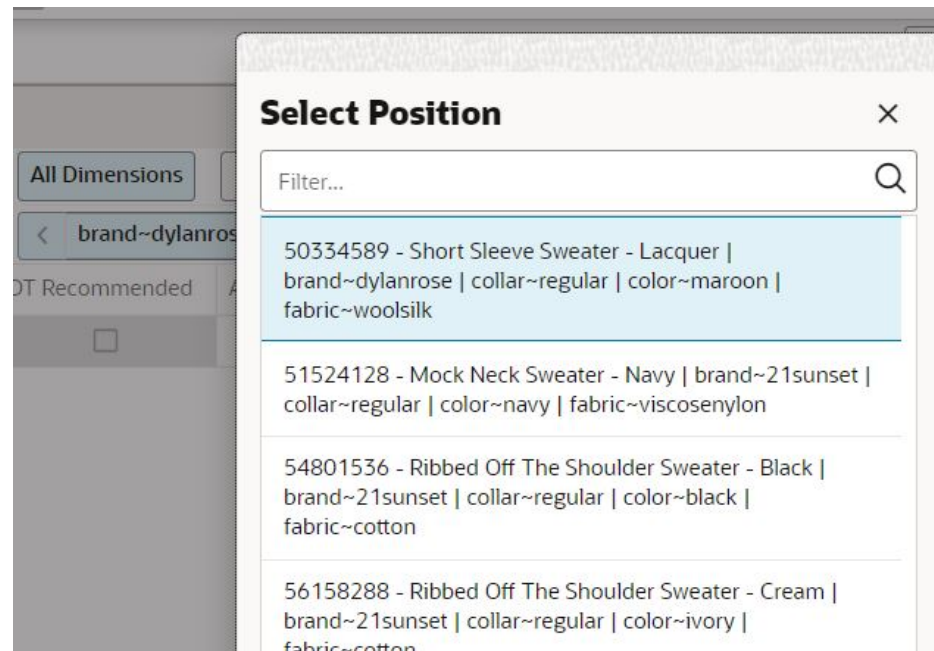 Select Position
All Dimensions
Filter...
brand~dylanros
50334589 - Short Sleeve Sweater - Lacquer |
brand~dylanrose | collar~regular | color~maroon |
fabric~woolsilk
Recommended
51524128 - Mock Neck Sweater - Navy | brand~21sunset |
collar~regular | color~navy | fabric~viscosenylon
54801536 - Ribbed Off The Shoulder Sweater - Black |
brand~21sunset | collar~regular | color~black |
fabric~cotton
56158288 - Ribbed Off The Shoulder Sweater - Cream |
brand~21sunset | collar~regular | color~ivory |
fabric~cotton